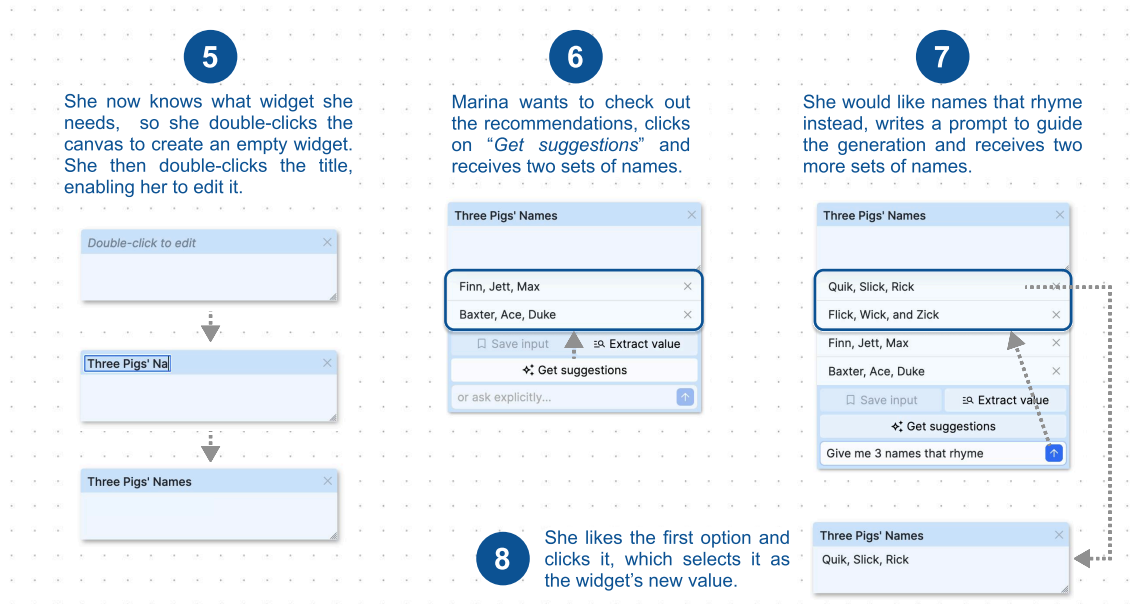 5
She now knows what widget she
needs, so she double-clicks the
canvas to create an empty widget.
She then double-clicks the title,
enabling her to edit it.
Double-click to edit
Three Pigs' Na
Three Pigs' Names
6
Marina wants to check out
the recommendations, clicks
on “Get suggestions” and
receives two sets of names.
Three Pigs' Names
Finn, Jett, Max
Baxter, Ace, Duke
Save input Extract value
Get suggestions
or ask explicitly...
7
She would like names that rhyme
instead, writes a prompt to guide
the generation and receives two
more sets of names.
Three Pigs' Names
Quik, Slick, Rick
Flick, Wick, and Zick
Finn, Jett, Max
Baxter, Ace, Duke
Save input Extract value
Get suggestions
Give me 3 names that rhyme
8
She likes the first option and
clicks it, which selects it as
the widget's new value.
Three Pigs' Names
Quik, Slick, Rick